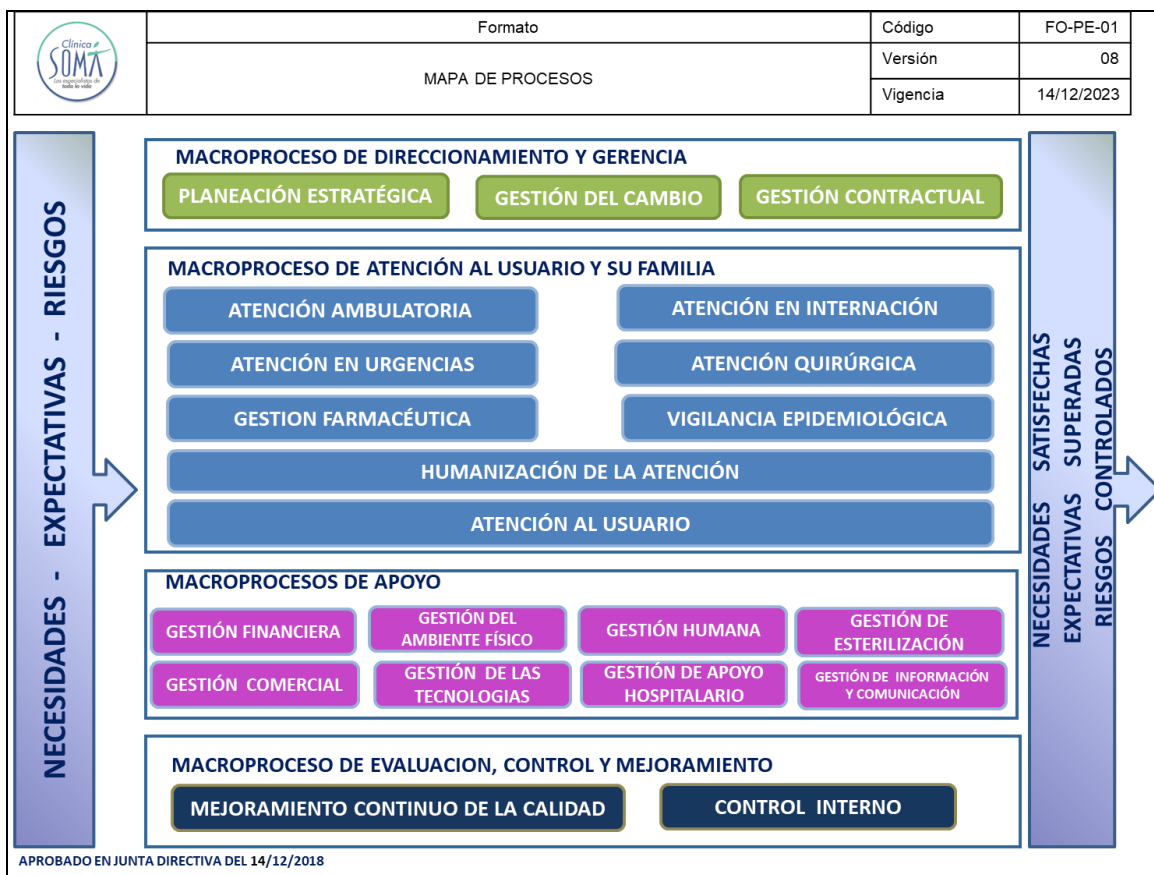 Clínica
SOMA
Los especialistas de
toda la vida
Formato
MAPA DE PROCESOS
Código
FO-PE-01
Versión
08
Vigencia
14/12/2023
NECESIDADES - EXPECTATIVAS - RIESGOS
MACROPROCESO DE DIRECCIONAMIENTO Y GERENCIA
PLANEACIÓN ESTRATÉGICA
GESTIÓN DEL CAMBIO
GESTIÓN CONTRACTUAL
MACROPROCESO DE ATENCIÓN AL USUARIO Y SU FAMILIA
ATENCIÓN AMBULATORIA
ATENCIÓN EN INTERNACIÓN
ATENCIÓN EN URGENCIAS
ATENCIÓN QUIRÚRGICA
GESTION FARMACÉUTICA
VIGILANCIA EPIDEMIOLÓGICA
HUMANIZACIÓN DE LA ATENCIÓN
ATENCIÓN AL USUARIO
MACROPROCESOS DE APOYO
GESTIÓN FINANCIERA
GESTIÓN DEL
AMBIENTE FÍSICO
GESTIÓN HUMANA
GESTIÓN DE
ESTERILIZACIÓN
GESTIÓN COMERCIAL
GESTIÓN DE LAS
TECNOLOGIAS
GESTIÓN DE APOYO
HOSPITALARIO
GESTIÓN DE INFORMACIÓN
Y COMUNICACIÓN
MACROPROCESO DE EVALUACION, CONTROL Y MEJORAMIENTO
MEJORAMIENTO CONTINUO DE LA CALIDAD
CONTROL INTERNO
NECESIDADES SATISFECHAS
EXPECTATIVAS SUPERADAS
RIESGOS CONTROLADOS
APROBADO EN JUNTA DIRECTIVA DEL 14/12/2018